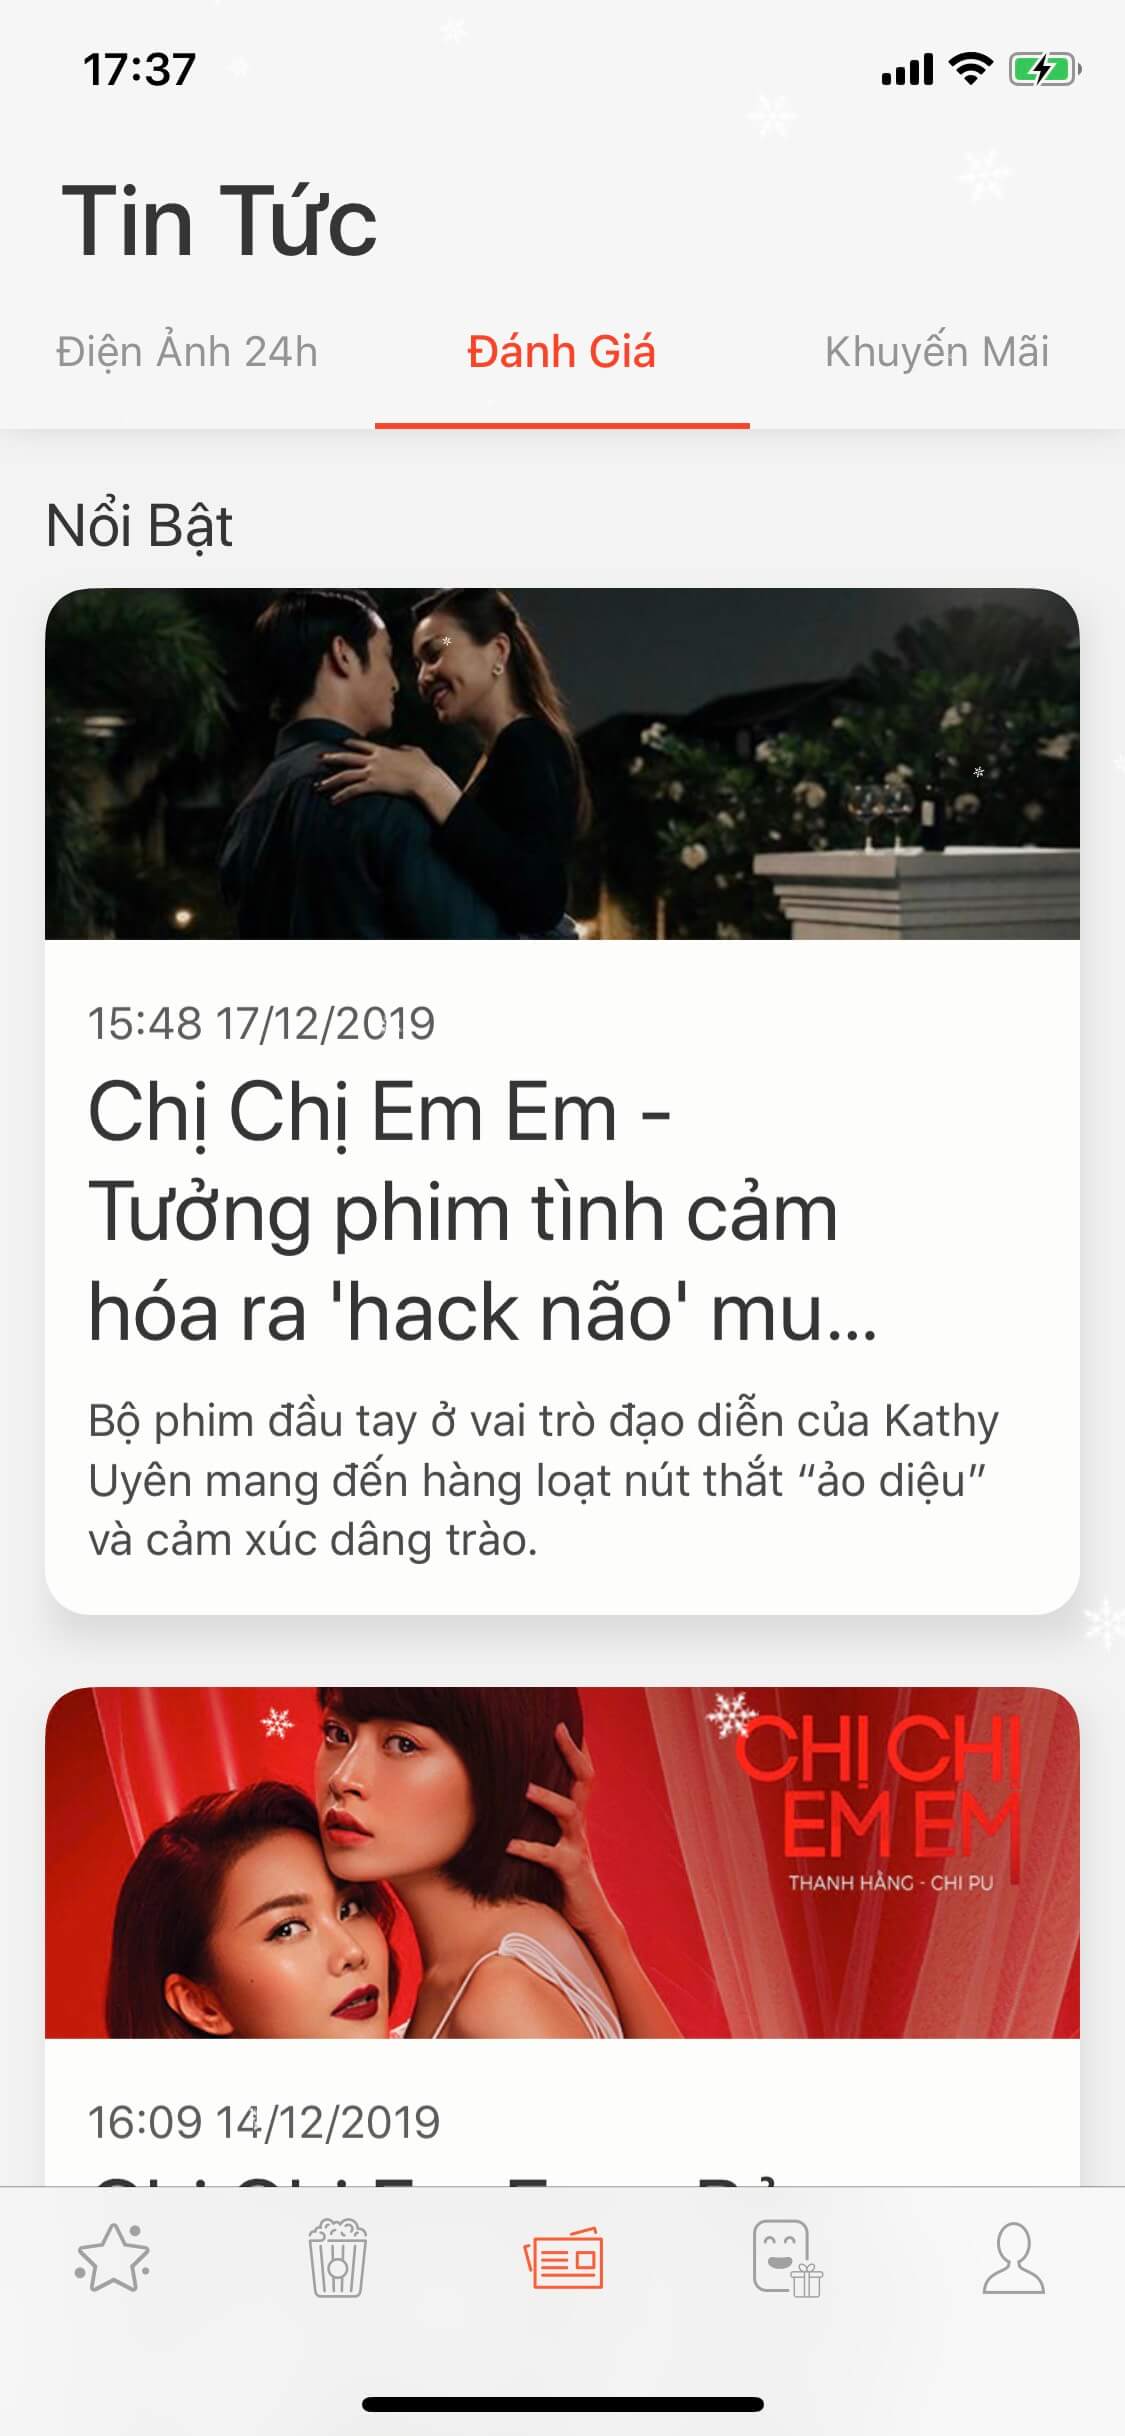 17:37
Tin Tức
Điện Ảnh 24h
Đánh Giá
Khuyến Mãi
Nổi Bật
15:48 17/12/2019
Chị Chị Em Em -
Tưởng phim tình cảm
hóa ra 'hack não' mu...
Bộ phim đầu tay ở vai trò đạo diễn của Kathy
Uyên mang đến hàng loạt nút thắt “ảo diệu”
và cảm xúc dâng trào.
CHỊ CHỊ
EM EM
THANH HẰNG - CHI PU
16:09 14/12/2019